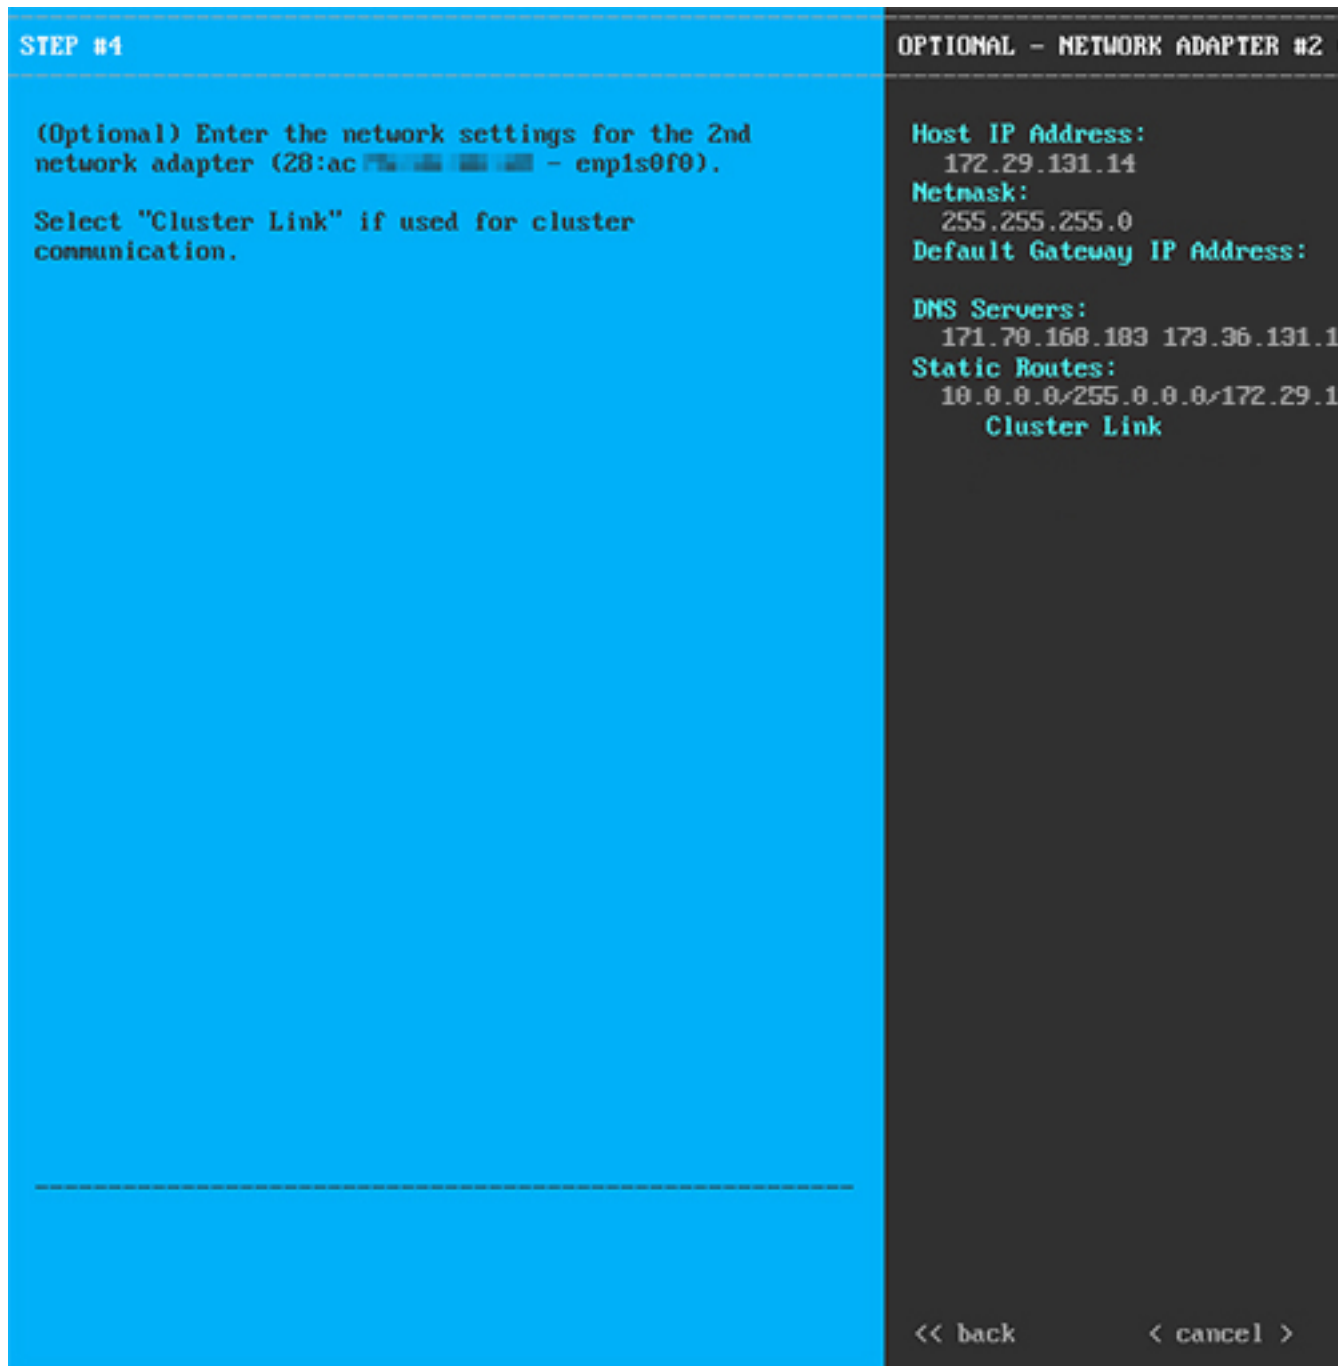 STEP #4
(Optional) Enter the network settings for the 2nd
network adapter (28:ac - enp1s0f0).
Select "Cluster Link" if used for cluster
communication.
OPTIONAL - NETWORK ADAPTER #2
Host IP Address:
172.29.131.14
Netmask:
255.255.255.0
Default Gateway IP Address:
DNS Servers:
171.70.168.183 173.36.131.1
Static Routes:
10.0.0.0/255.0.0.0/172.29.1
Cluster Link
<< back < cancel >